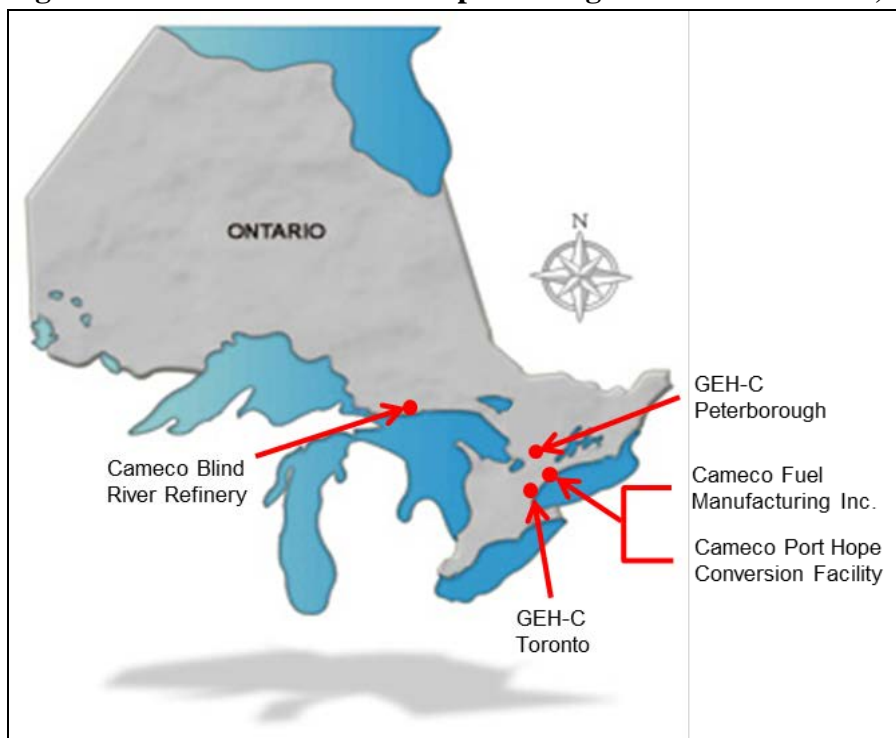 ONTARIO
N
GEH-C
Peterborough
Cameco Blind
River Refinery
Cameco Fuel
Manufacturing Inc.
Cameco Port Hope
Conversion Facility
GEH-C
Toronto